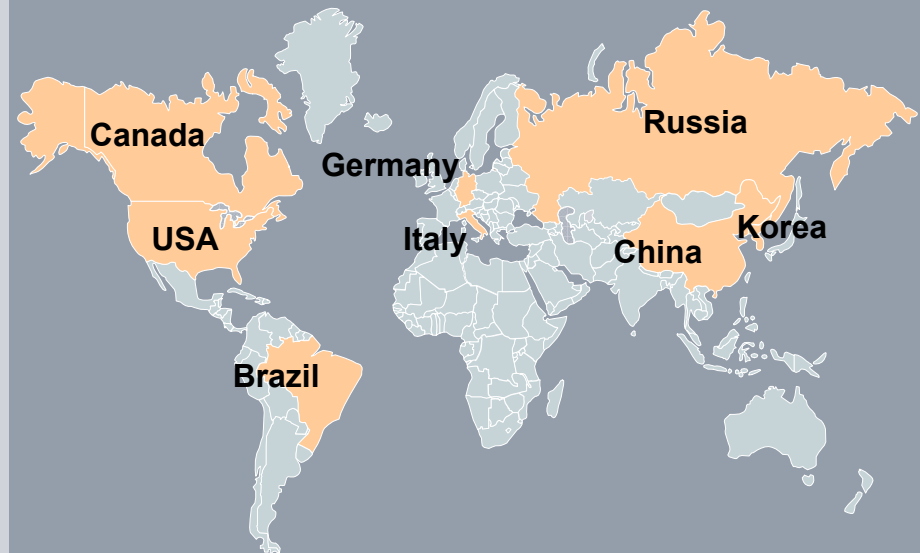 Russia
Canada
Germany
Korea
USA
Italy
China
Brazil